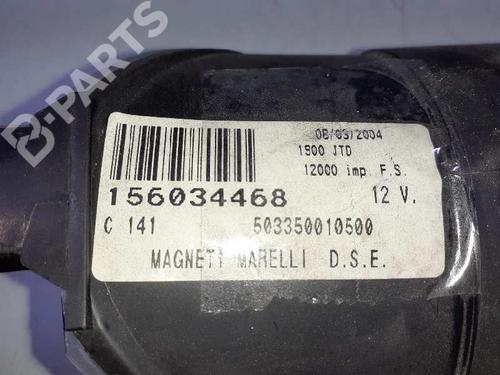 B-PARTS
08/03/2004
1900 JTD
12000 imp. F.S.
156034468
12 V.
C 141
503350010500
MAGNETI MARELLI D.S.E.